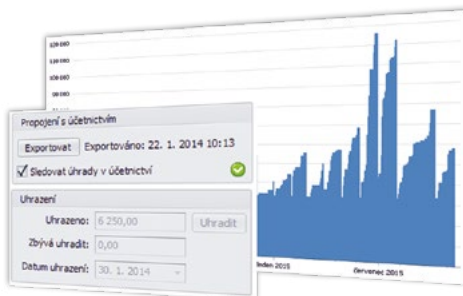 Propojení s účetnictvím
Exportovat Exportováno: 22. 1. 2014 10:13
Sledovat úhrady v účetnictví
Uhrazení
Uhrazeno: 6 250,00 Uhradit
Zbývá uhradit: 0,00
Datum uhrazení: 30. 1. 2014
2015
červenec 2015